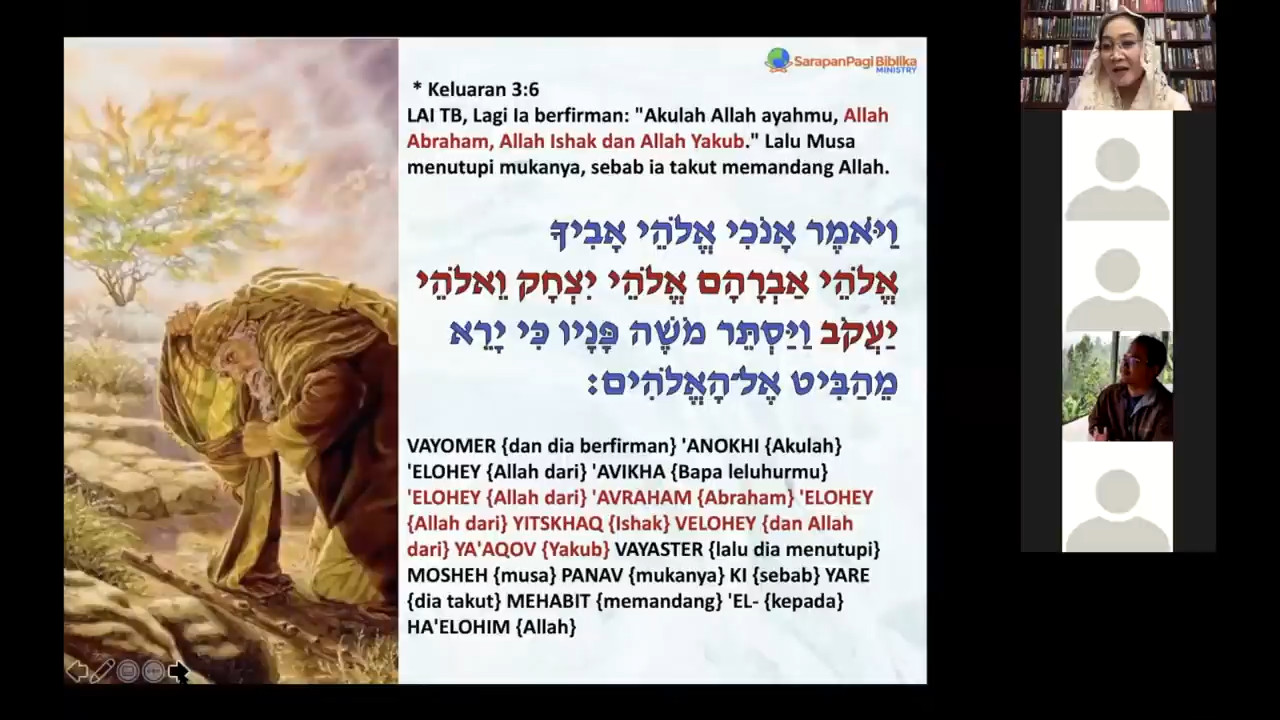 SarapanPagi Biblika
MINISTRY
* Keluaran 3:6
LAI TB, Lagi Ia berfirman: "Akulah Allah ayahmu, Allah
Abraham, Allah Ishak dan Allah Yakub." Lalu Musa
menutupi mukanya, sebab ia takut memandang Allah.
וַיֹּאמֶר אָנֹכִי אֱלֹהֵי אָבִיךָ
אֱלֹהֵי אַבְרָהָם אֱלֹהֵי יִצְחָק וֵאלֹהֵי
יַעֲקֹב וַיַּסְתֵּר מֹשֶׁה פָּנָיו כִּי יָרֵא
מֵהַבִּיט אֶל־הָאֱלֹהִים׃
VAYOMER {dan dia berfirman} 'ANOKHI {Akulah}
'ELOHEY {Allah dari} 'AVIKHA {Bapa leluhurmu}
'ELOHEY {Allah dari} 'AVRAHAM {Abraham} 'ELOHEY
{Allah dari} YITSKHAQ {Ishak} VELOHEY {dan Allah
dari} YA'AQOV {Yakub} VAYASTER {lalu dia menutupi}
MOSHEH {musa} PANAV {mukanya} KI {sebab} YARE
{dia takut} MEHABIT {memandang} 'EL- {kepada}
HA'ELOHIM {Allah}